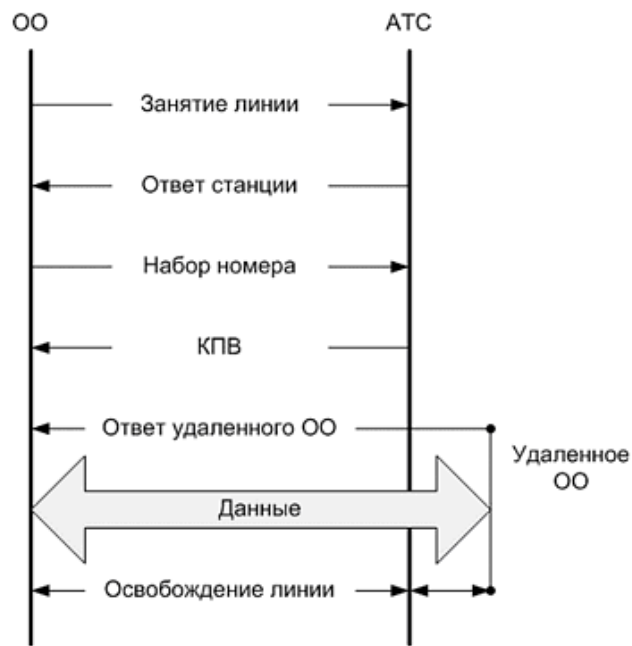 ОО
АТС
Занятие линии
Ответ станции
Набор номера
КПВ
Ответ удаленного ОО
Удаленное
ОО
Данные
Освобождение линии